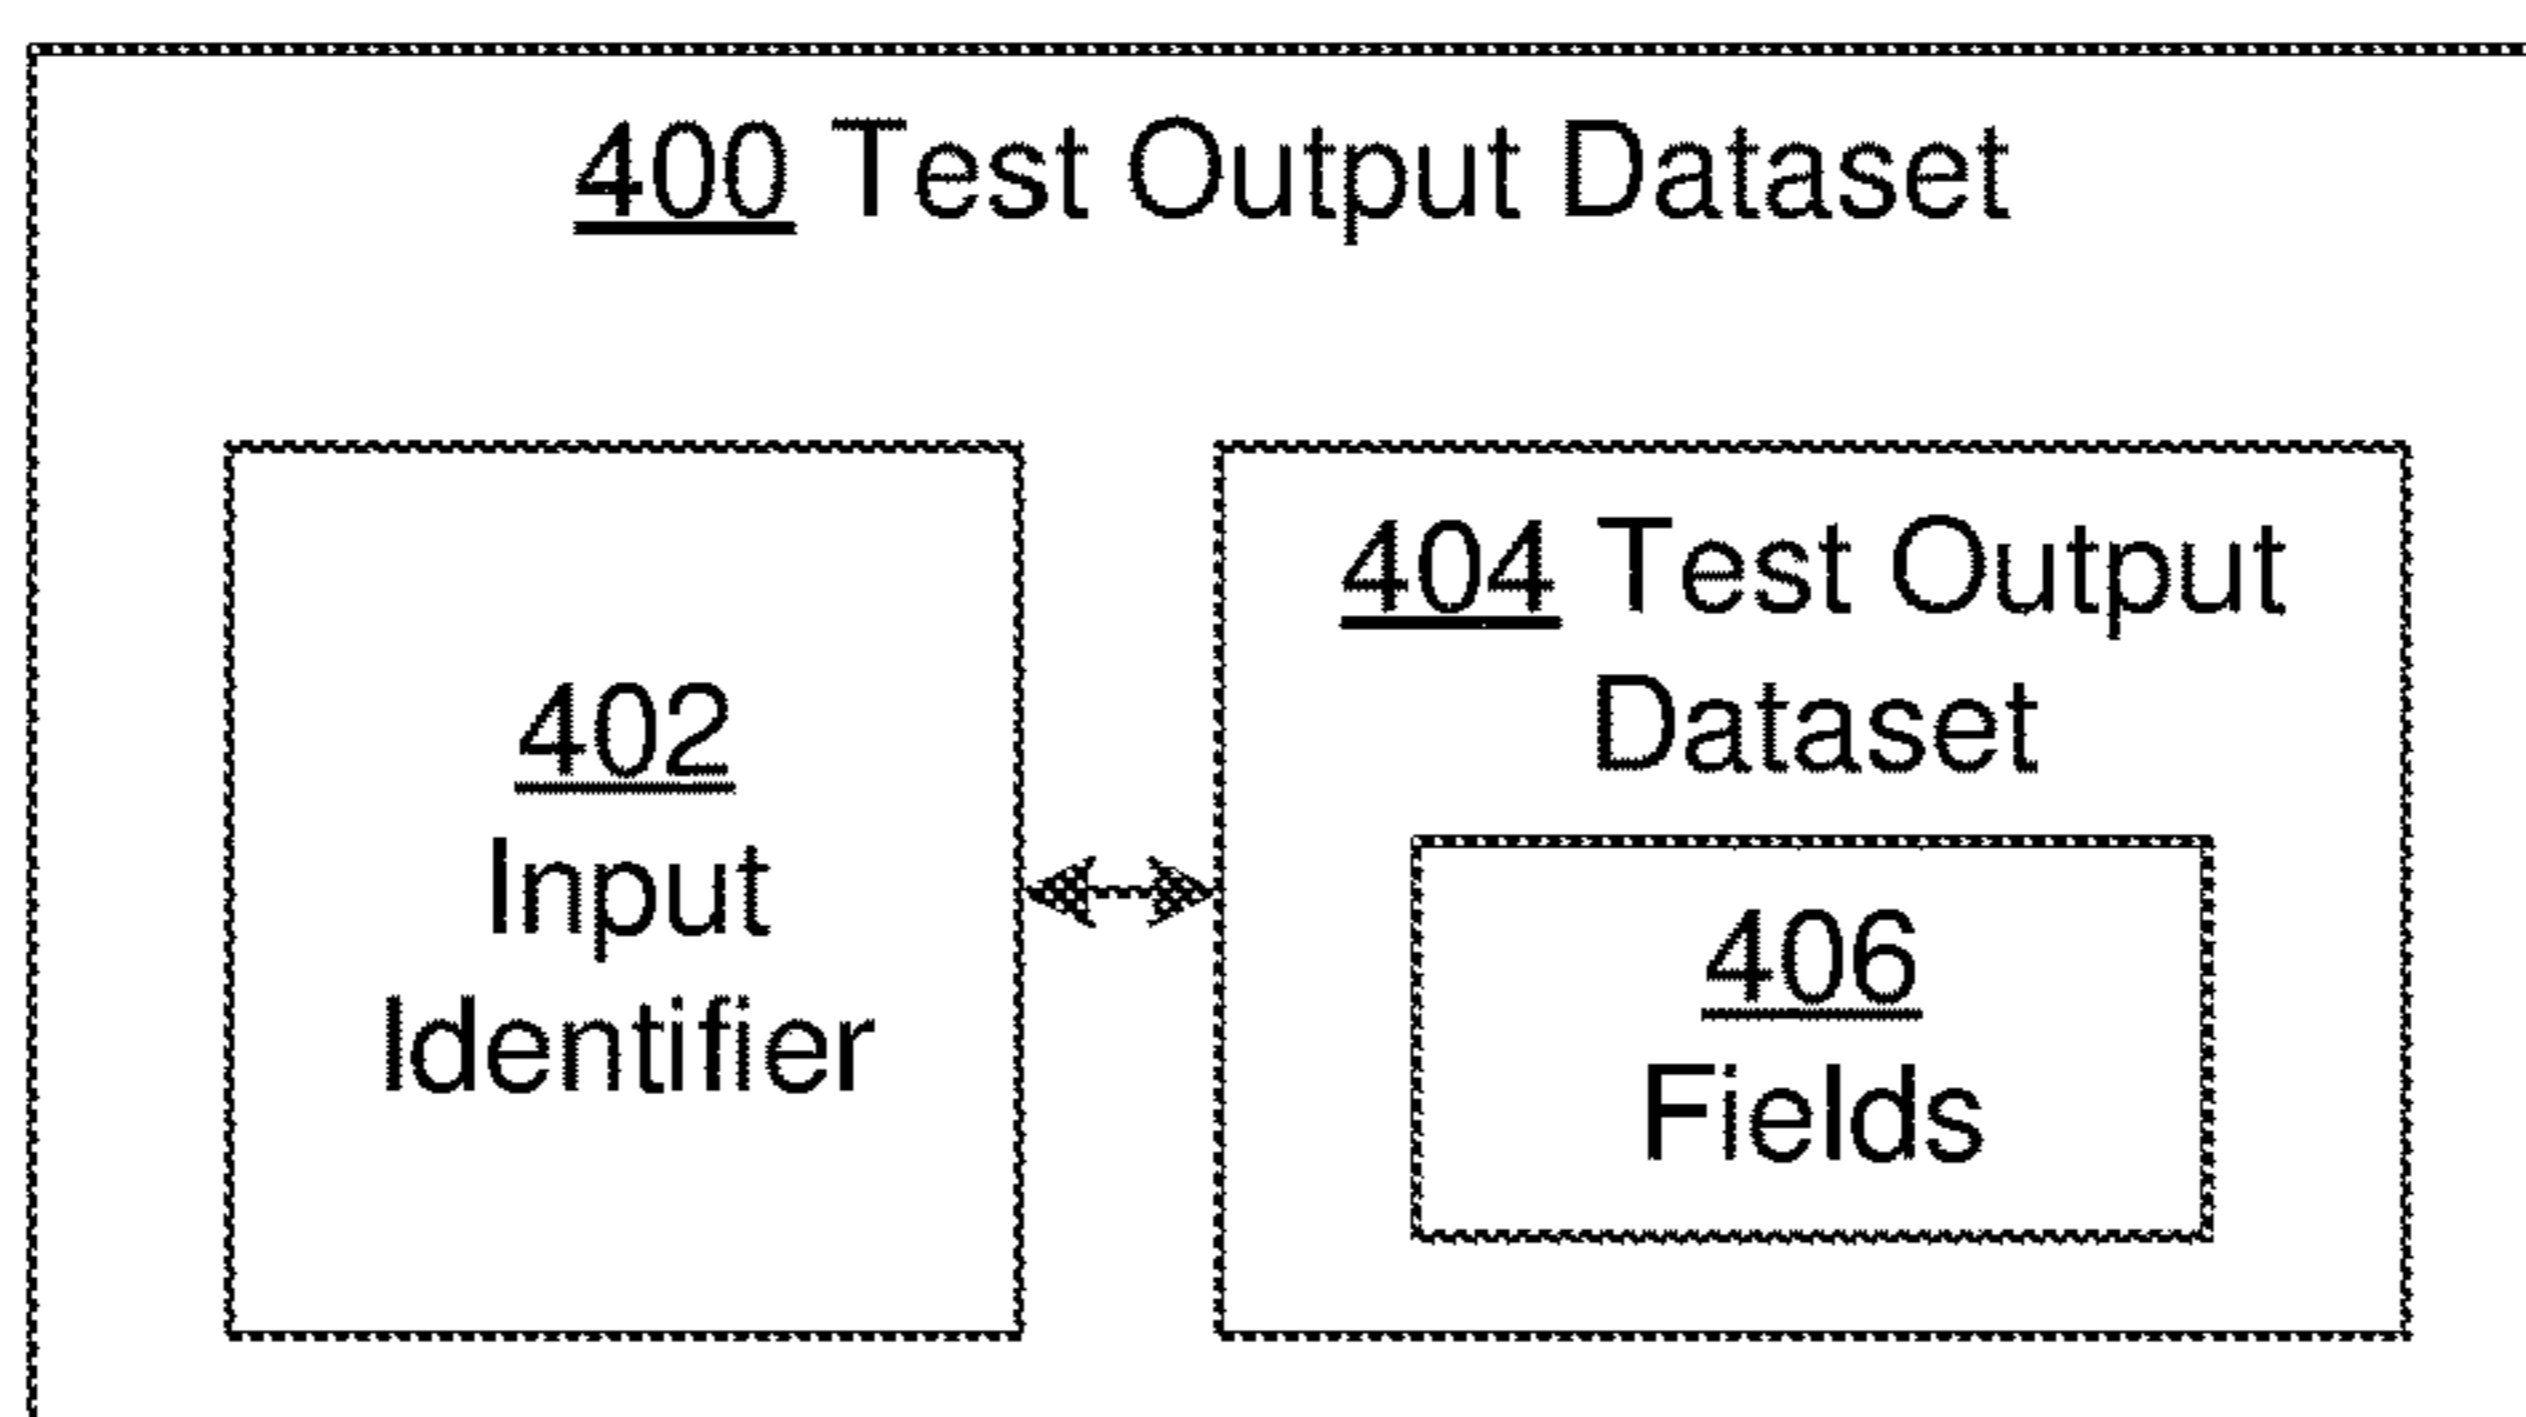 400 Test Output Dataset
402
Input
Identifier
404 Test Output
Dataset
406
Fields